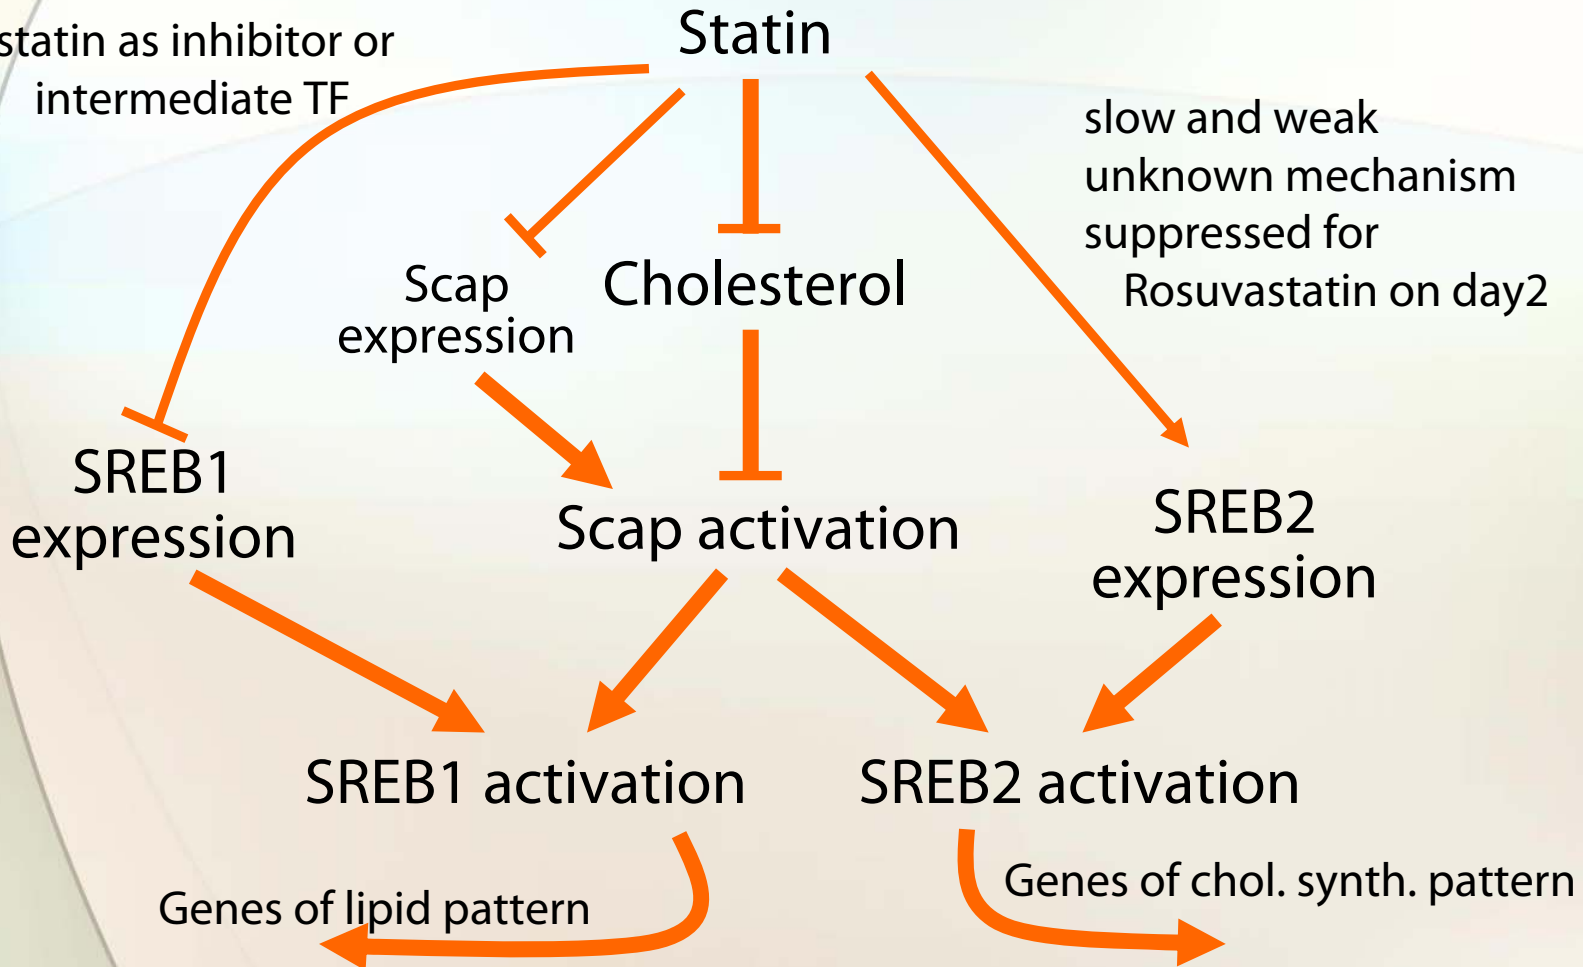 statin as inhibitor or
intermediate TF
Statin
slow and weak
unknown mechanism
suppressed for
Rosuvastatin on day2
Scap
expression
Cholesterol
SREB1
expression
Scap activation
SREB2
expression
SREB1 activation
SREB2 activation
Genes of lipid pattern
Genes of chol. synth. pattern